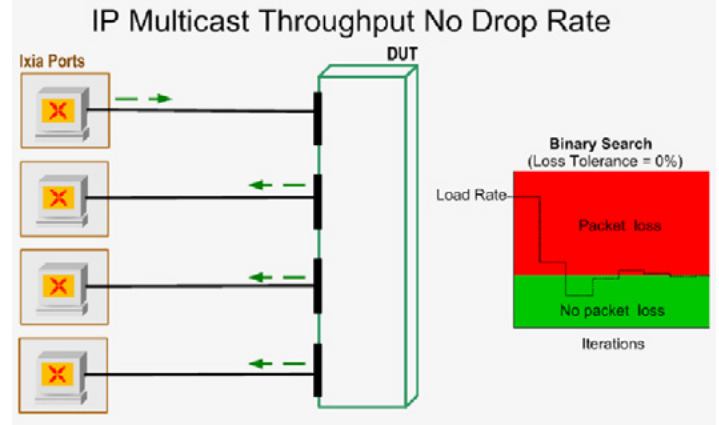 IP Multicast Throughput No Drop Rate
Ixia Ports
DUT
Binary Search
(Loss Tolerance = 0%)
Load Rate
Packet loss
No packet loss
Iterations